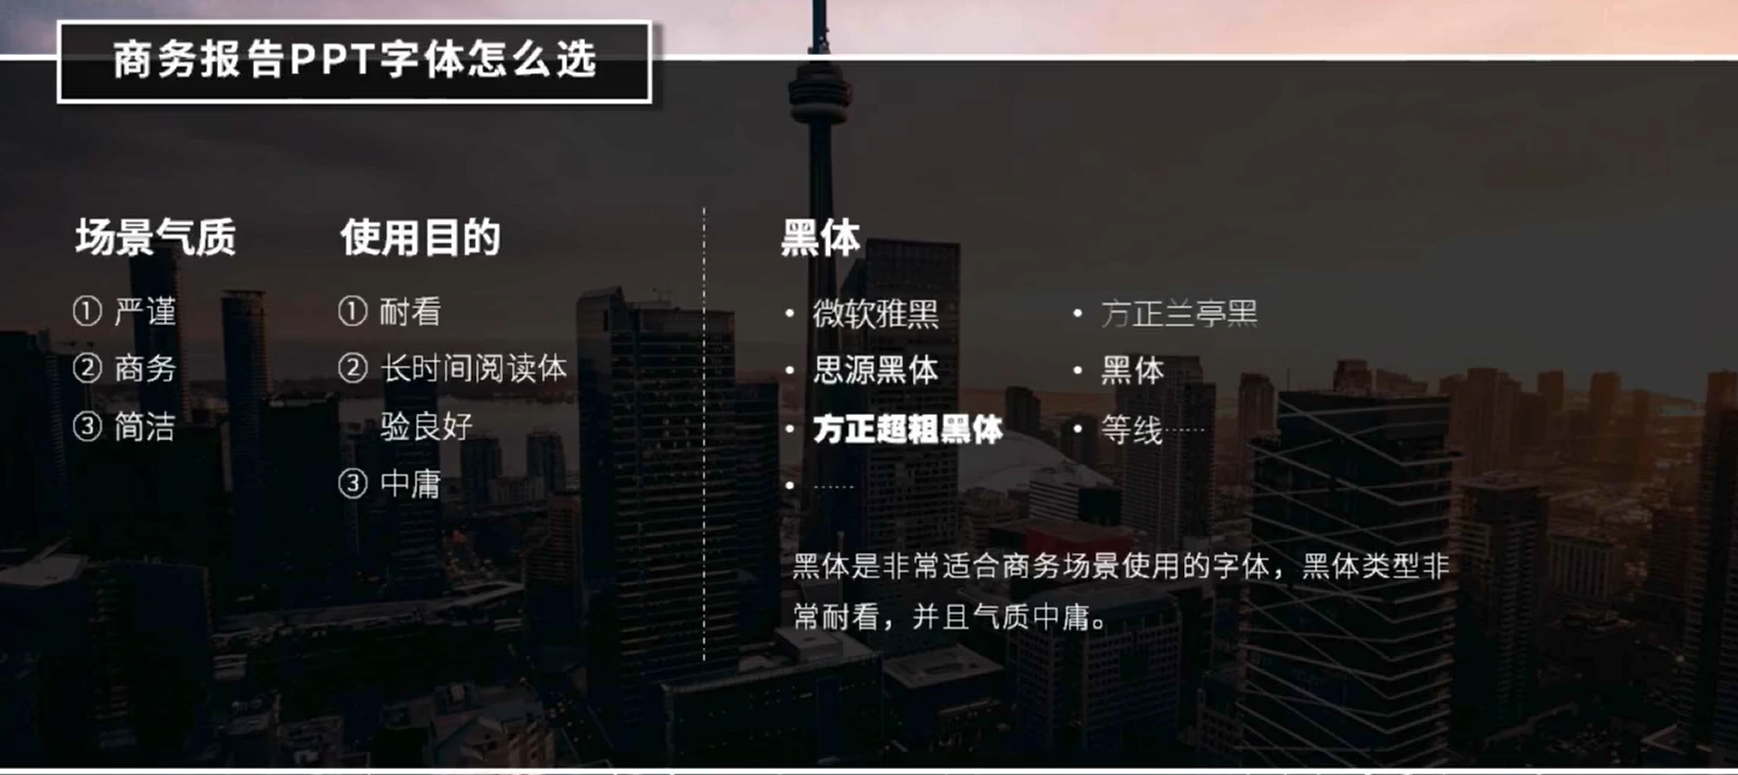 商务报告PPT字体怎么选
场景气质
① 严谨
② 商务
③ 简洁
使用目的
① 耐看
② 长时间阅读体
验良好
③ 中庸
黑体
• 微软雅黑
• 思源黑体
• 方正超粗黑体
• ……
• 方正兰亭黑
• 黑体
• 等线……
黑体是非常适合商务场景使用的字体，黑体类型非
常耐看，并且气质中庸。